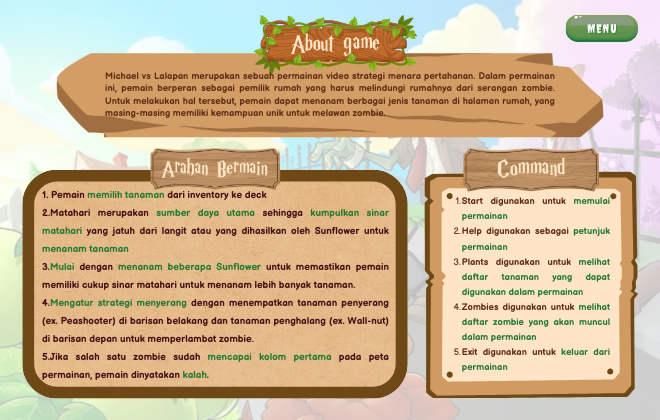 About game
MENU
Michael vs Lalapan merupakan sebuah permainan video strategi menara pertahanan. Dalam permainan
ini, pemain berperan sebagai pemilik rumah yang harus melindungi rumahnya dari serangan zombie.
Untuk melakukan hal tersebut, pemain dapat menanam berbagai jenis tanaman di halaman rumah, yang
masing-masing memiliki kemampuan unik untuk melawan zombie.
Arahan Bermain
1. Pemain memilih tanaman dari inventory ke deck
2.Matahari merupakan sumber daya utama sehingga kumpulkan sinar
matahari yang jatuh dari langit atau yang dihasilkan oleh Sunflower untuk
menanam tanaman
3.Mulai dengan menanam beberapa Sunflower untuk memastikan pemain
memiliki cukup sinar matahari untuk menanam lebih banyak tanaman.
4.Mengatur strategi menyerang dengan menempatkan tanaman penyerang
(ex. Peashooter) di barisan belakang dan tanaman penghalang (ex. Wall-nut)
di barisan depan untuk memperlambat zombie.
5.Jika salah satu zombie sudah mencapai kolom pertama pada peta
permainan, pemain dinyatakan kalah.
Command
1.Start digunakan untuk memulai
permainan
2. Help digunakan sebagai petunjuk
permainan
3. Plants digunakan untuk melihat
daftar tanaman yang dapat
digunakan dalam permainan
4.Zombies digunakan untuk melihat
daftar zombie yang akan muncul
dalam permainan
5. Exit digunakan untuk keluar dari
permainan